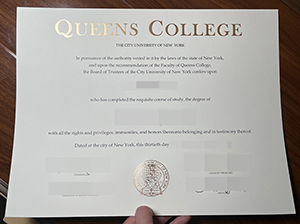 QUEENS COLLEGE
THE CITY UNIVERSITY OF NEW YORK
In pursuance of the authority vested in it by the laws of the state of New York,
and upon the recommendation of the Faculty of Queens College,
the Board of Trustees of the City University of New York confers upon
who has completed the requisite course of study, the degree of
with all the rights and privileges, immunities, and honors thereunto belonging and in testimony thereof
Dated at the city of New York, this thirtieth day